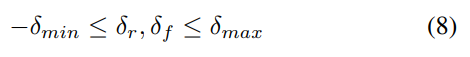 −δ_min ≤ δ_r, δ_f ≤ δ_max (8)